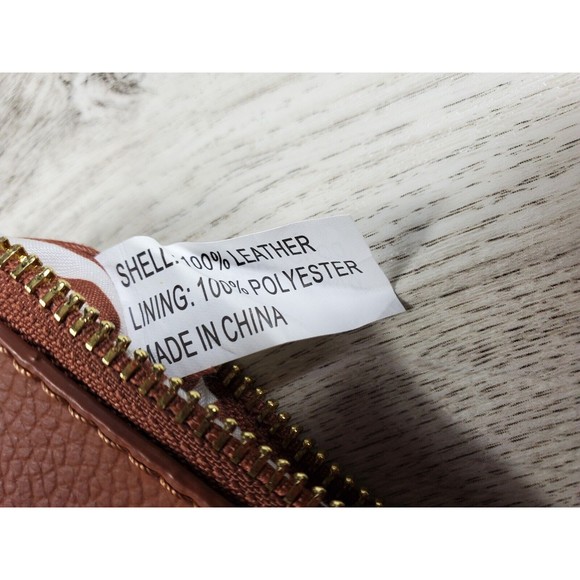 SHELL: 100% LEATHER
LINING: 100% POLYESTER
MADE IN CHINA